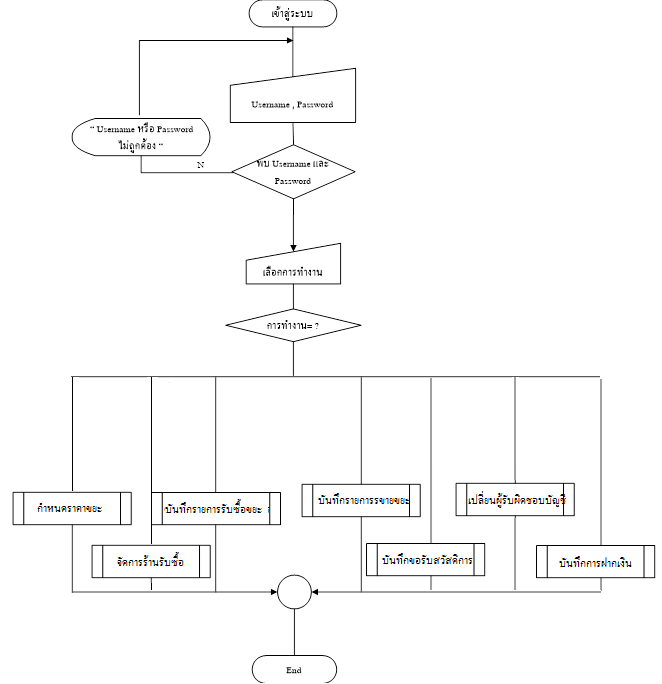 เข้าสู่ระบบ
Username , Password
" Username หรือ Password
ไม่ถูกต้อง "
N
พบ Username และ
Password
เลือกการทำงาน
การทำงาน= ?
กำหนดราคาขยะ
บันทึกรายการรับซื้อขยะ
บันทึกรายการรขายขยะ
เปลี่ยนผู้รับผิดชอบบัญชี
จัดการร้านรับซื้อ
บันทึกขอรับสวัสดิการ
บันทึกการฝากเงิน
End